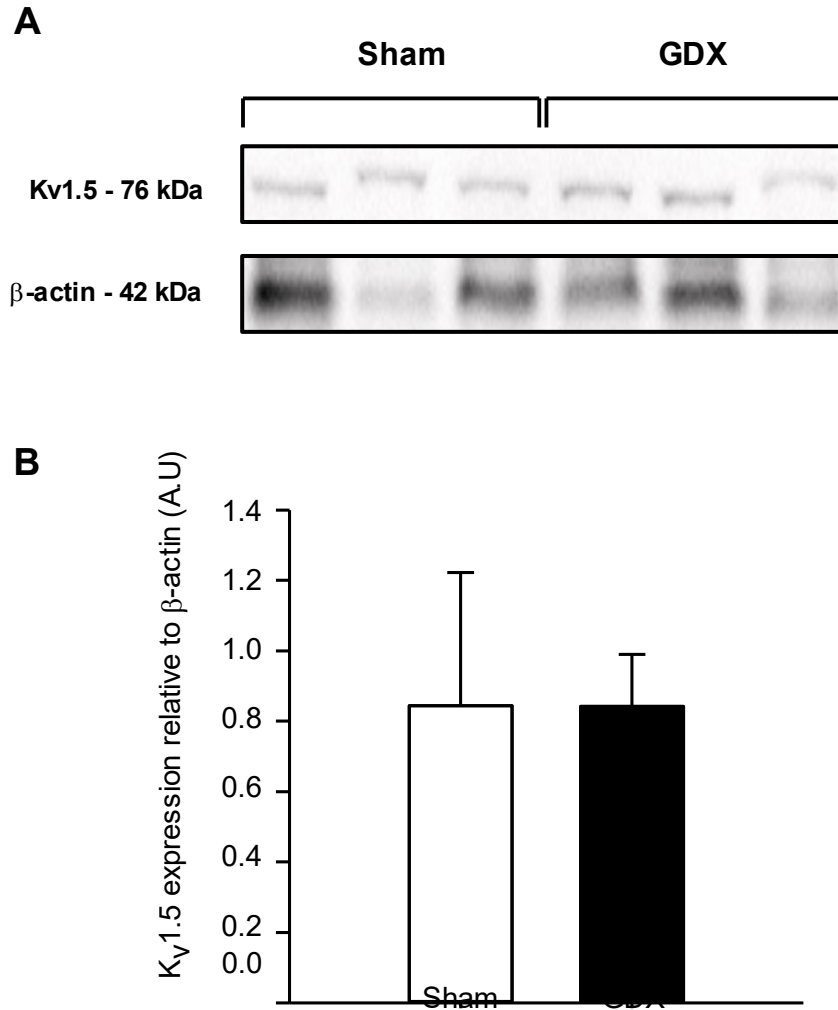 A
Sham GDX
Kv1.5 - 76 kDa
β-actin - 42 kDa
B
KV1.5 expression relative to β-actin (A.U)
1.4
1.2
1.0
0.8
0.6
0.4
0.2
0.0
Sham GDX